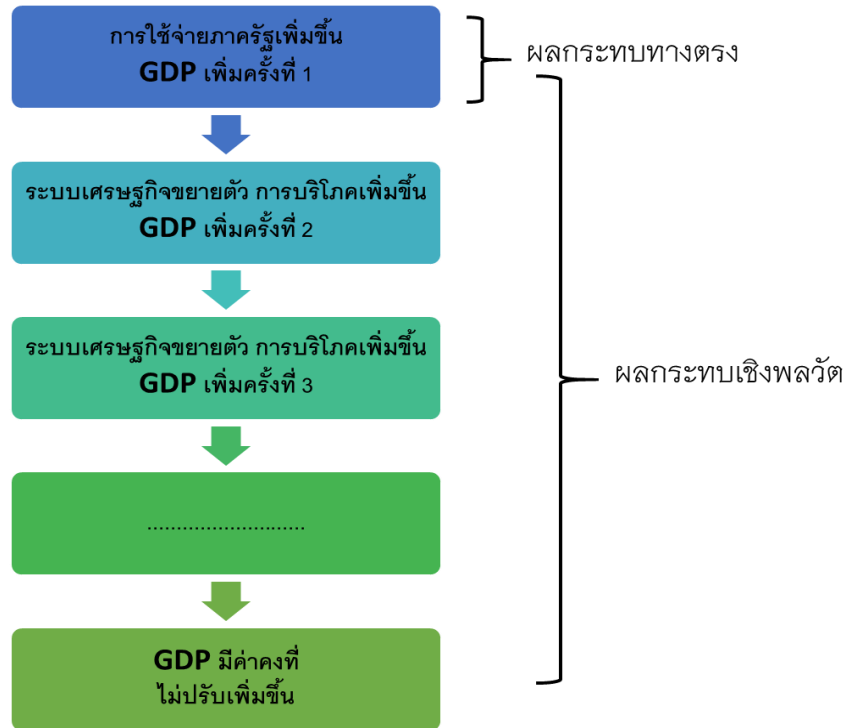 การใช้จ่ายภาครัฐเพิ่มขึ้น
GDP เพิ่มครั้งที่ 1
ผลกระทบทางตรง
ระบบเศรษฐกิจขยายตัว การบริโภคเพิ่มขึ้น
GDP เพิ่มครั้งที่ 2
ระบบเศรษฐกิจขยายตัว การบริโภคเพิ่มขึ้น
GDP เพิ่มครั้งที่ 3
ผลกระทบเชิงพลวัต
...........................
GDP มีค่าคงที่
ไม่ปรับเพิ่มขึ้น